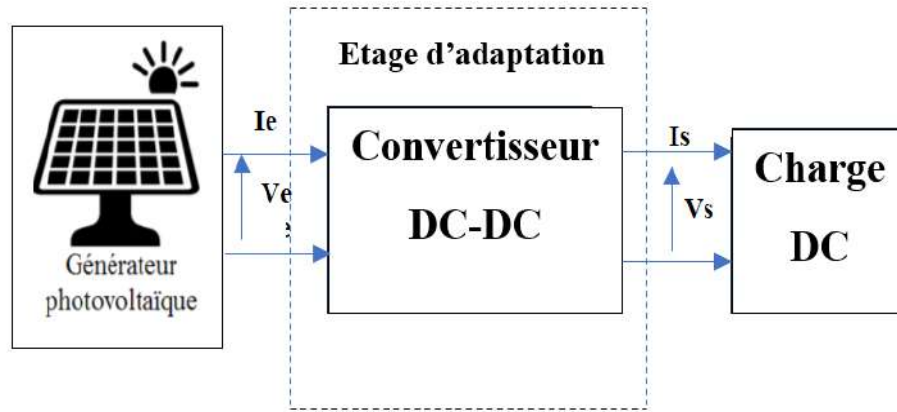 Etage d'adaptation
Ie
Ve
e
Générateur
photovoltaïque
Convertisseur
DC-DC
Is
Vs
Charge
DC